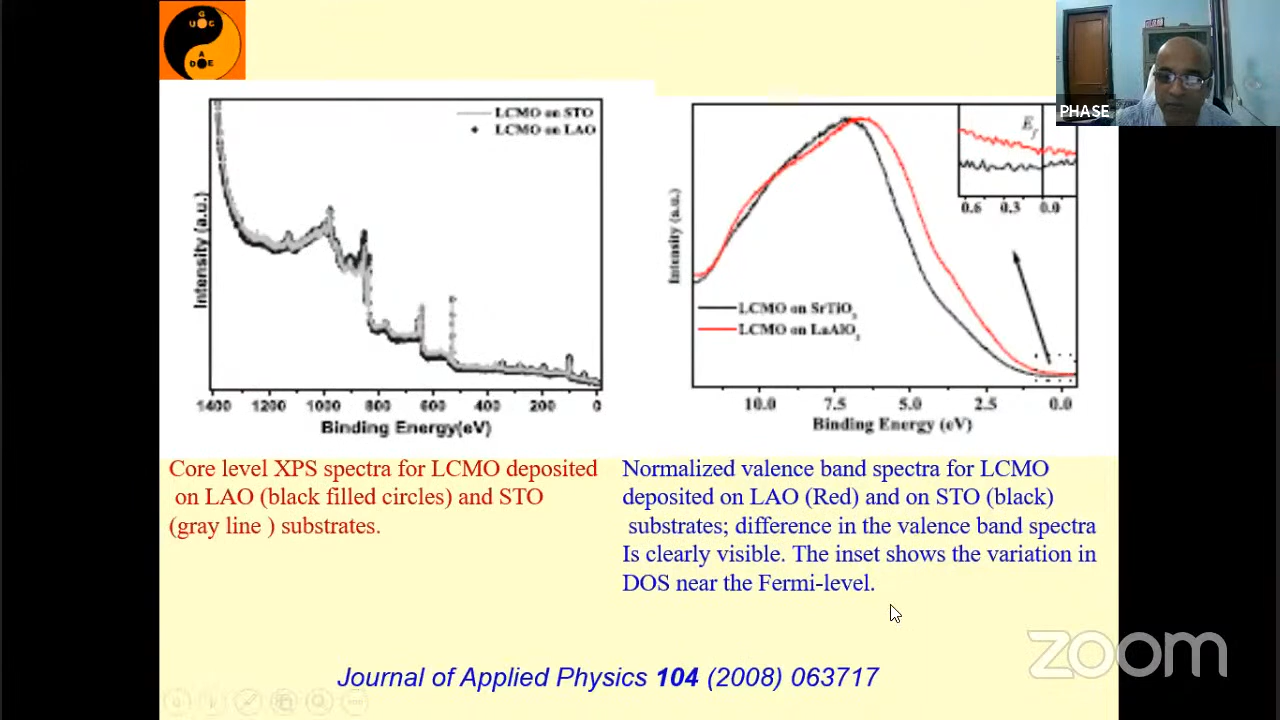 G
U G C
A
D E
PHASE
LCMO on STO
LCMO on LAO
Intensity (a.u.)
1400 1200 1000 800 600 400 200 0
Binding Energy(eV)
E_f
0.6 0.3 0.0
Intensity (a.u.)
LCMO on SrTiO₃
LCMO on LaAlO₃
10.0 7.5 5.0 2.5 0.0
Binding Energy (eV)
Core level XPS spectra for LCMO deposited
on LAO (black filled circles) and STO
(gray line ) substrates.
Normalized valence band spectra for LCMO
deposited on LAO (Red) and on STO (black)
substrates; difference in the valence band spectra
Is clearly visible. The inset shows the variation in
DOS near the Fermi-level.
Journal of Applied Physics 104 (2008) 063717
zoom